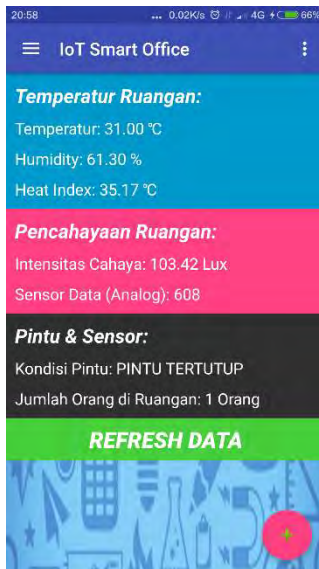 20:58 ... 0.02K/s 4G 66%
IoT Smart Office
Temperatur Ruangan:
Temperatur: 31.00 °C
Humidity: 61.30 %
Heat Index: 35.17 °C
Pencahayaan Ruangan:
Intensitas Cahaya: 103.42 Lux
Sensor Data (Analog): 608
Pintu & Sensor:
Kondisi Pintu: PINTU TERTUTUP
Jumlah Orang di Ruangan: 1 Orang
REFRESH DATA
+